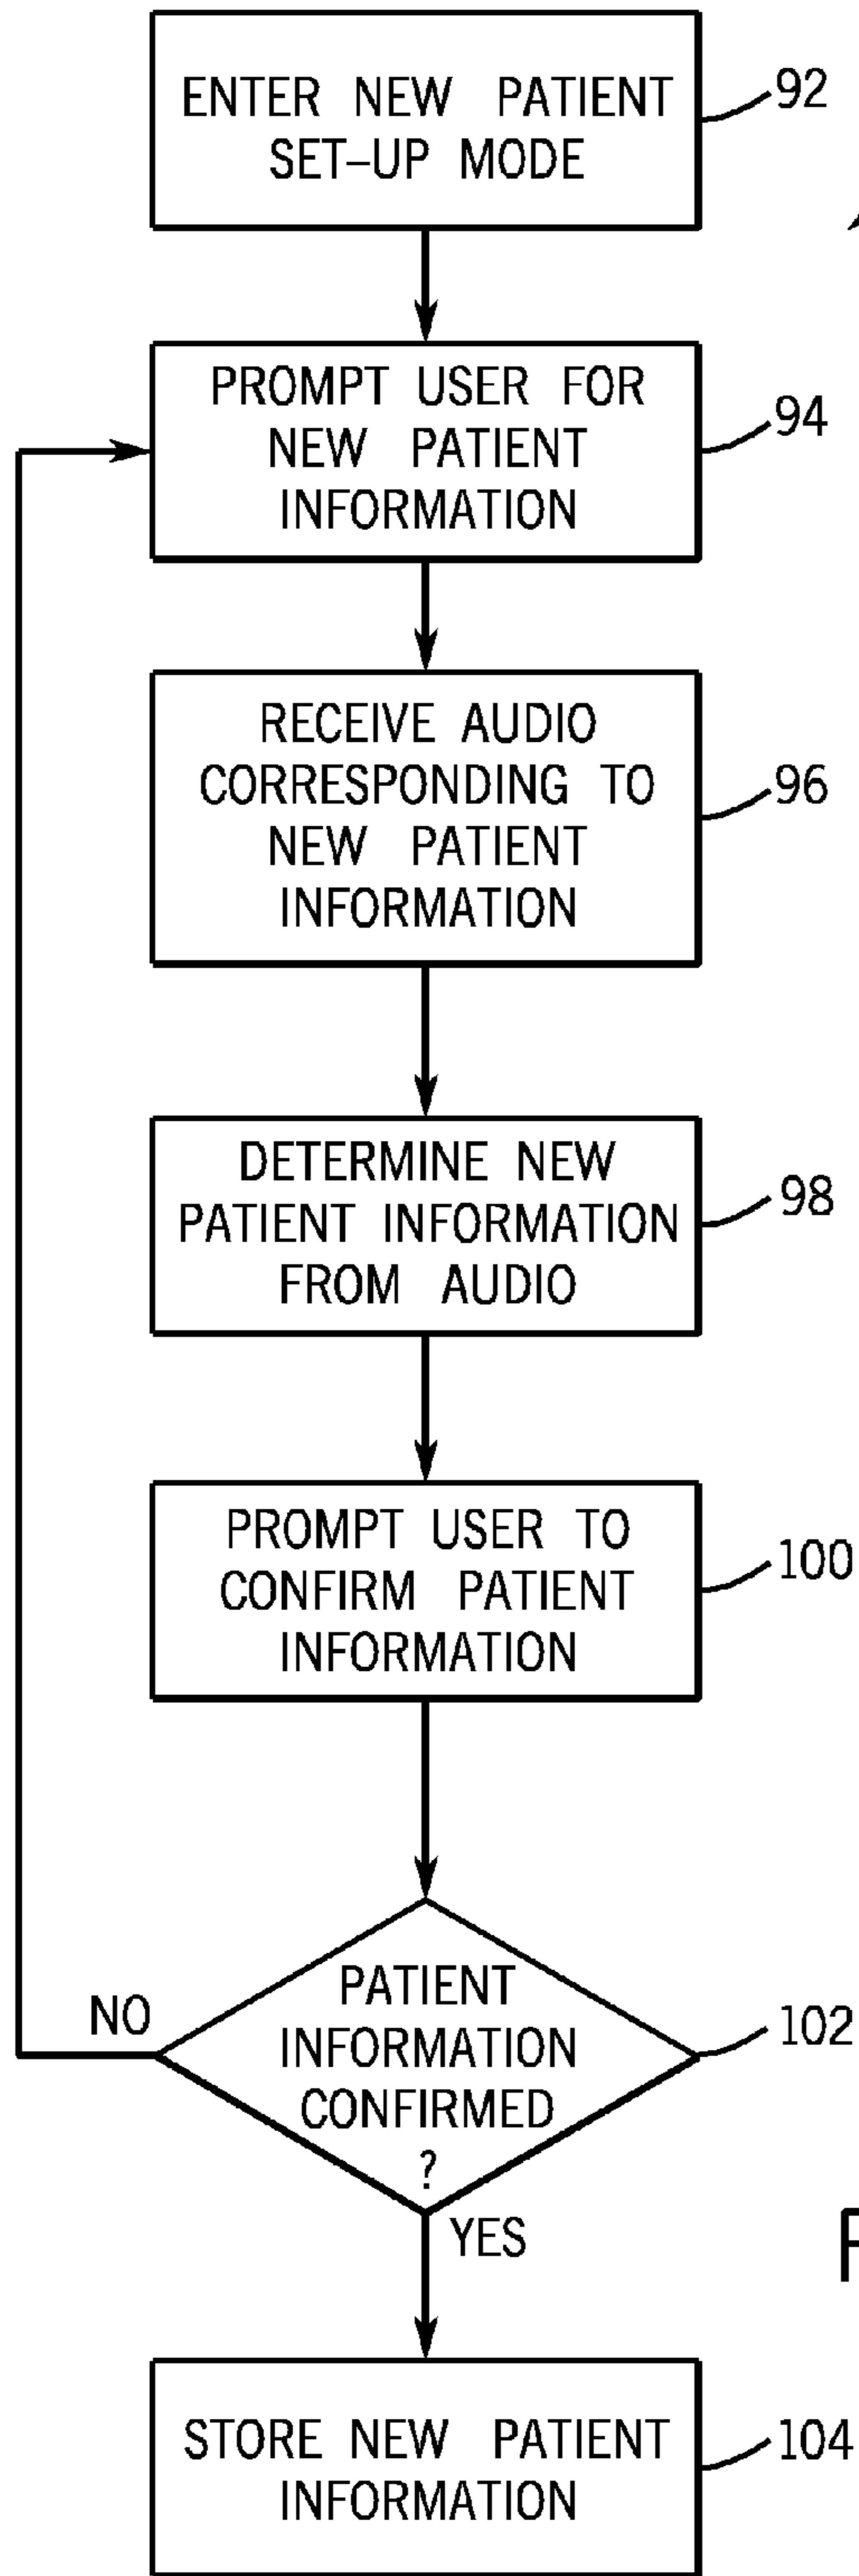 ENTER NEW PATIENT
SET–UP MODE
92
PROMPT USER FOR
NEW PATIENT
INFORMATION
94
RECEIVE AUDIO
CORRESPONDING TO
NEW PATIENT
INFORMATION
96
DETERMINE NEW
PATIENT INFORMATION
FROM AUDIO
98
PROMPT USER TO
CONFIRM PATIENT
INFORMATION
100
PATIENT
INFORMATION
CONFIRMED
?
102
NO
YES
STORE NEW PATIENT
INFORMATION
104